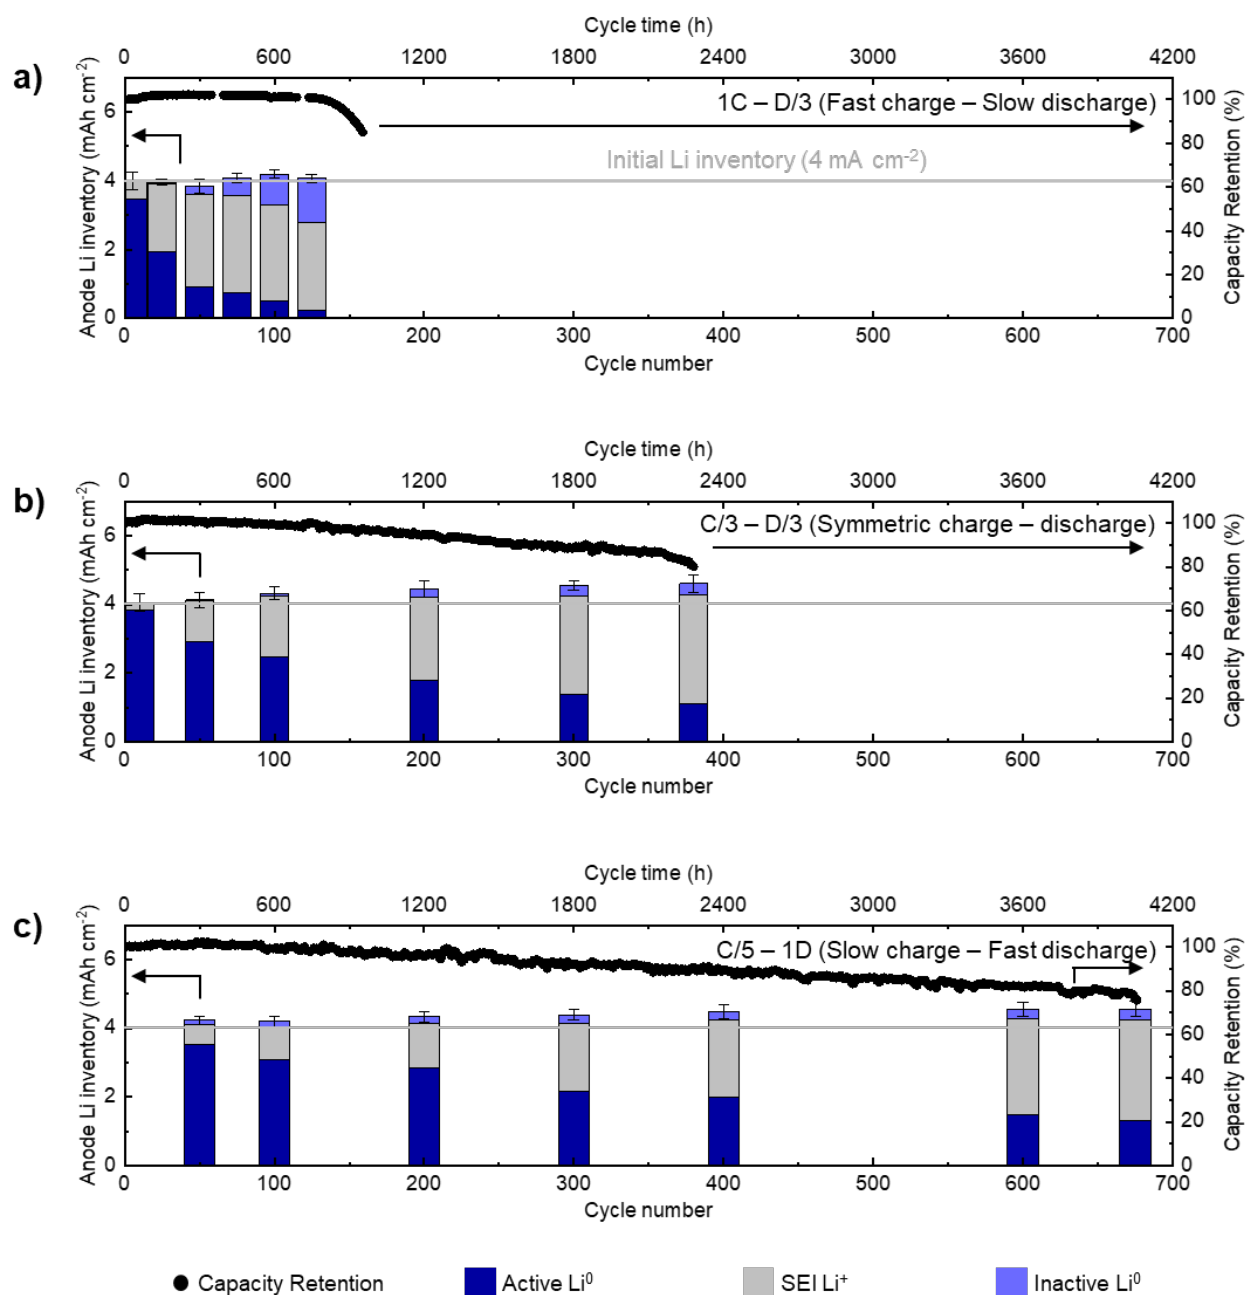 Cycle time (h)
0 600 1200 1800 2400 3000 3600 4200
a)
1C – D/3 (Fast charge – Slow discharge)
Initial Li inventory (4 mA cm⁻²)
Anode Li inventory (mAh cm⁻²)
6
4
2
0
Capacity Retention (%)
100
80
60
40
20
0
0 100 200 300 400 500 600 700
Cycle number
Cycle time (h)
0 600 1200 1800 2400 3000 3600 4200
b)
C/3 – D/3 (Symmetric charge – discharge)
Anode Li inventory (mAh cm⁻²)
6
4
2
0
Capacity Retention (%)
100
80
60
40
20
0
0 100 200 300 400 500 600 700
Cycle number
Cycle time (h)
0 600 1200 1800 2400 3000 3600 4200
c)
C/5 – 1D (Slow charge – Fast discharge)
Anode Li inventory (mAh cm⁻²)
6
4
2
0
Capacity Retention (%)
100
80
60
40
20
0
0 100 200 300 400 500 600 700
Cycle number
Capacity Retention Active Li⁰ SEI Li⁺ Inactive Li⁰